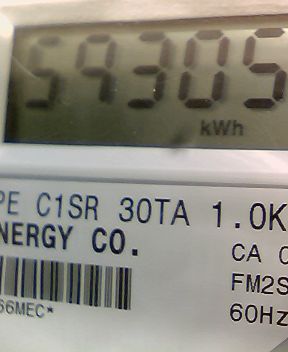 59305
kWh
PE C1SR 30TA 1.0K
NERGY CO.
CA
FM2S
60Hz
66MEC*